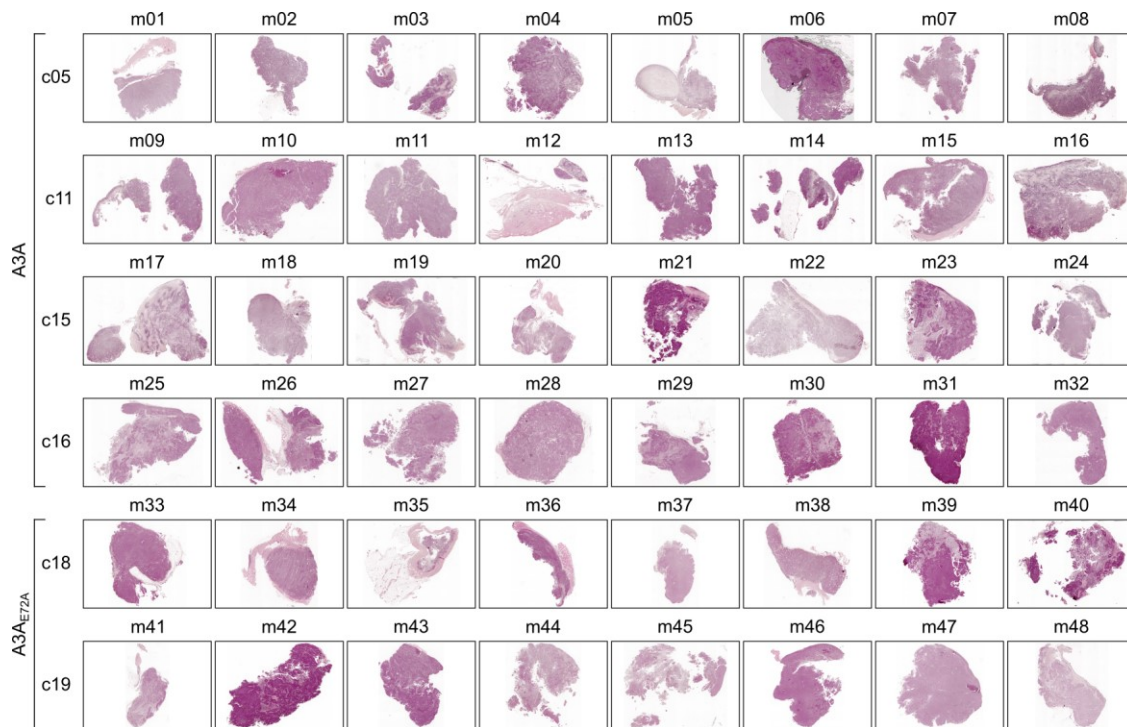 m01 m02 m03 m04 m05 m06 m07 m08
c05
m09 m10 m11 m12 m13 m14 m15 m16
c11
A3A
m17 m18 m19 m20 m21 m22 m23 m24
c15
m25 m26 m27 m28 m29 m30 m31 m32
c16
m33 m34 m35 m36 m37 m38 m39 m40
c18
A3A_E72A
m41 m42 m43 m44 m45 m46 m47 m48
c19